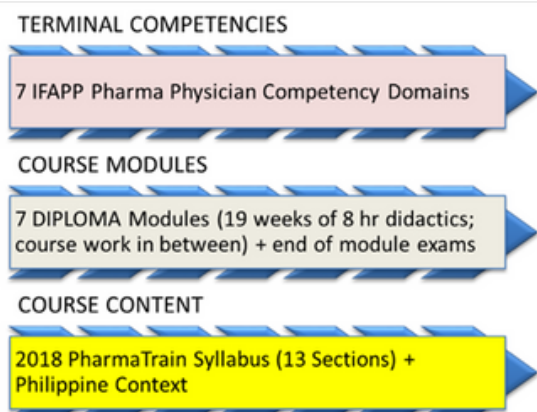 TERMINAL COMPETENCIES
7 IFAPP Pharma Physician Competency Domains
COURSE MODULES
7 DIPLOMA Modules (19 weeks of 8 hr didactics;
course work in between) + end of module exams
COURSE CONTENT
2018 PharmaTrain Syllabus (13 Sections) +
Philippine Context